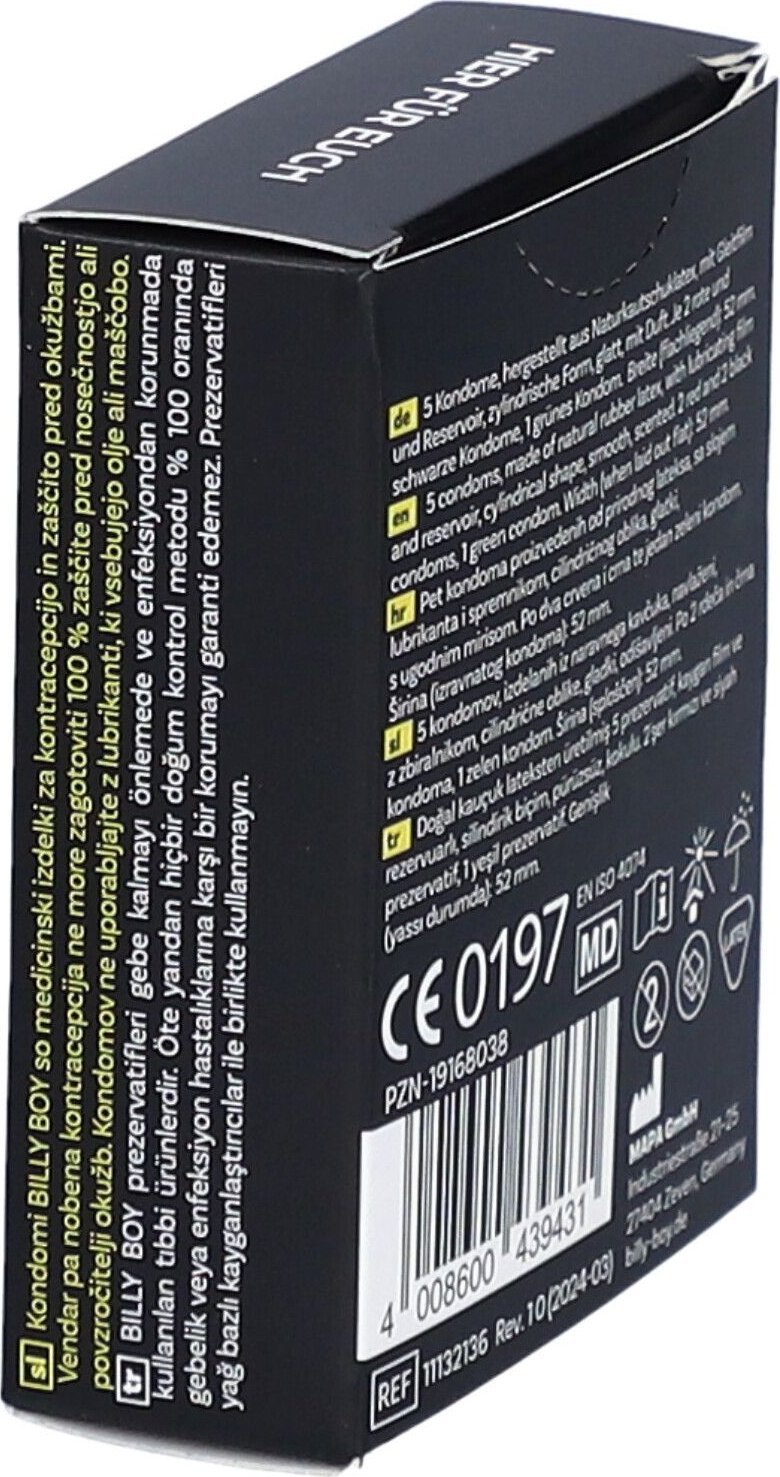 HIER FÜR EUCH
sl Kondomi BILLY BOY so medicinski izdelki za kontracepcijo in zaščito pred okužbami.
Vendar pa nobena kontracepcija ne more zagotoviti 100 % zaščite pred nosečnostjo ali
povzročitelji okužb. Kondomov ne uporabljajte z lubrikanti, ki vsebujejo olje ali maščobo.
tr BILLY BOY prezervatifleri gebe kalmayı önlemede ve enfeksiyondan korunmada
kullanılan tıbbi ürünlerdir. Öte yandan hiçbir doğum kontrol metodu % 100 oranında
gebelik veya enfeksiyon hastalıklarına karşı bir korumayı garanti edemez. Prezervatifleri
yağ bazlı kayganlaştırıcılar ile birlikte kullanmayın.
de 5 Kondome, hergestellt aus Naturkautschuklatex, mit Gleitfilm
und Reservoir, zylindrische Form, glatt, mit Duft. Je 2 rote und
schwarze Kondome, 1 grünes Kondom. Breite (flachliegend): 52 mm.
en 5 condoms, made of natural rubber latex, with lubricating film
and reservoir, cylindrical shape, smooth, scented. 2 red and 2 black
condoms, 1 green condom. Width (when laid out flat): 52 mm.
hr Pet kondoma proizvedenih od prirodnog lateksa, sa slojem
lubrikanta i spremnikom, cilindričnog oblika, glatki,
s ugodnim mirisom. Po dva crvena i crna te jedan zeleni kondom.
Širina (izravnatog kondoma): 52 mm.
sl 5 kondomov, izdelanih iz naravnega kavčuka, navlaženi,
z zbiralnikom, cilindrične oblike, gladki, odišavljeni. Po 2 rdeča in črna
kondoma, 1 zelen kondom. Širina (sploščen): 52 mm.
tr Doğal kauçuk lateksten üretilmiş 5 prezervatif, kaygan film ve
rezervuarlı, silindirik biçim, pürüzsüz, kokulu. 2'şer kırmızı ve siyah
prezervatif, 1 yeşil prezervatif. Genişlik
(yassı durumda): 52 mm.
EN ISO 4074
CE 0197 MD
2 LATEX
PZN-19168038
4 008600 439431
MAPA GmbH
Industriestraße 21-25
27404 Zeven, Germany
billy-boy.de
REF 11132136 Rev. 10 (2024-03)